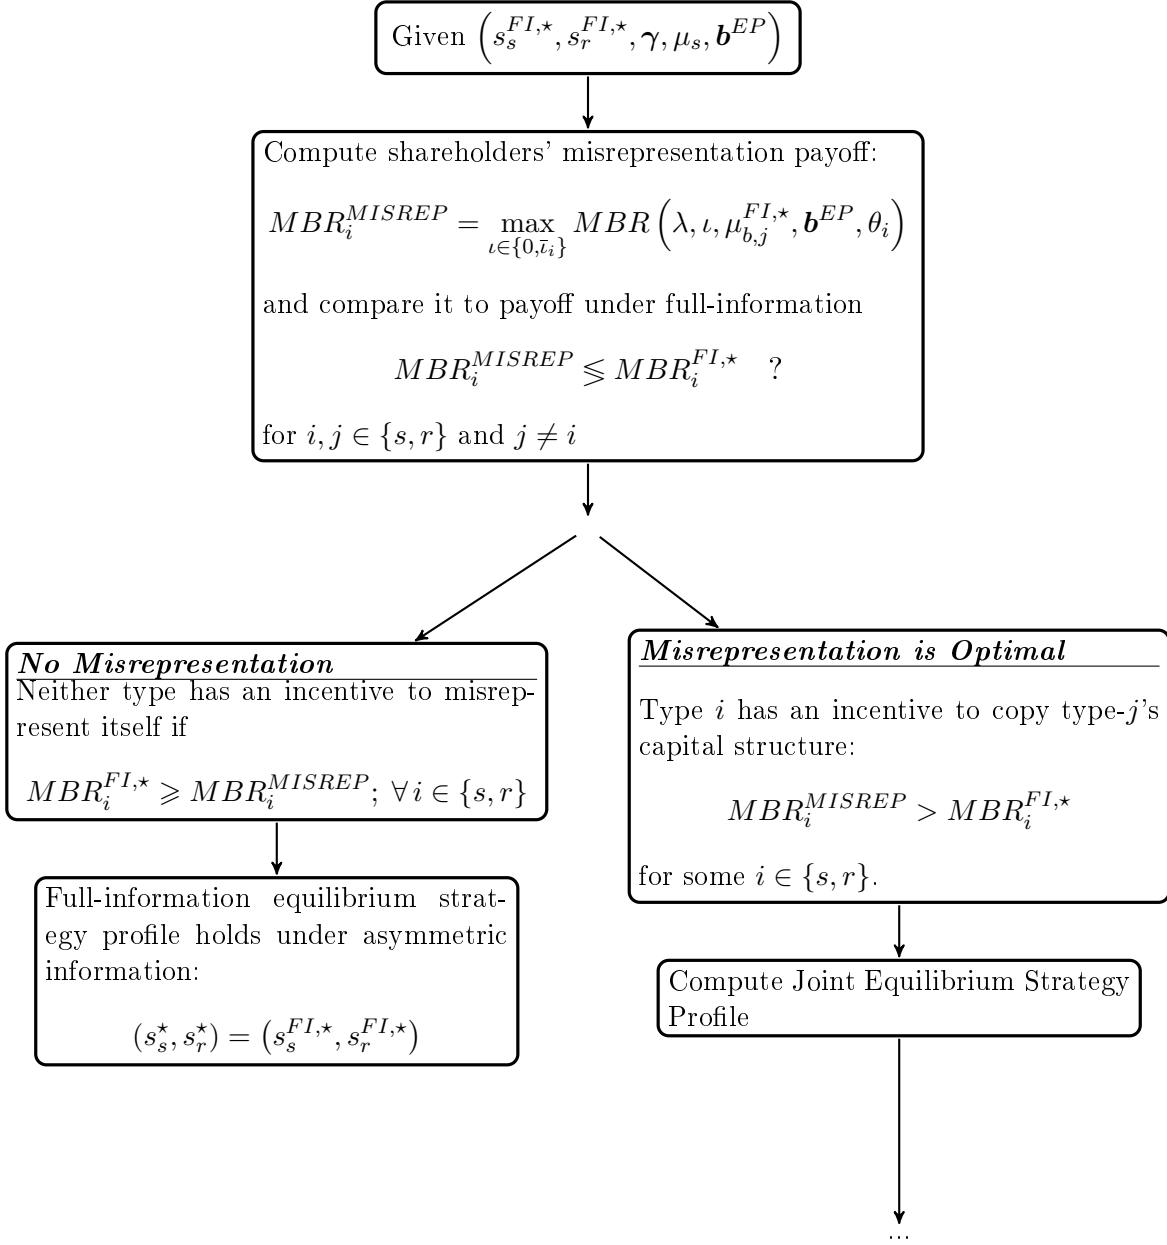 Given $\left(s_s^{FI,\star}, s_r^{FI,\star}, \boldsymbol{\gamma}, \mu_s, \boldsymbol{b}^{EP}\right)$
Compute shareholders' misrepresentation payoff:
$MBR_i^{MISREP} = \max_{\iota \in \{0, \bar{\iota}_i\}} MBR\left(\lambda, \iota, \mu_{b,j}^{FI,\star}, \boldsymbol{b}^{EP}, \theta_i\right)$
and compare it to payoff under full-information
$MBR_i^{MISREP} \lesseqgtr MBR_i^{FI,\star}$ ?
for $i, j \in \{s, r\}$ and $j \neq i$
No Misrepresentation
Neither type has an incentive to misrep-
resent itself if
$MBR_i^{FI,\star} \geqslant MBR_i^{MISREP}; \ \forall\, i \in \{s, r\}$
Full-information equilibrium strat-
egy profile holds under asymmetric
information:
$(s_s^\star, s_r^\star) = \left(s_s^{FI,\star}, s_r^{FI,\star}\right)$
Misrepresentation is Optimal
Type $i$ has an incentive to copy type-$j$'s
capital structure:
$MBR_i^{MISREP} > MBR_i^{FI,\star}$
for some $i \in \{s, r\}$.
Compute Joint Equilibrium Strategy
Profile
...